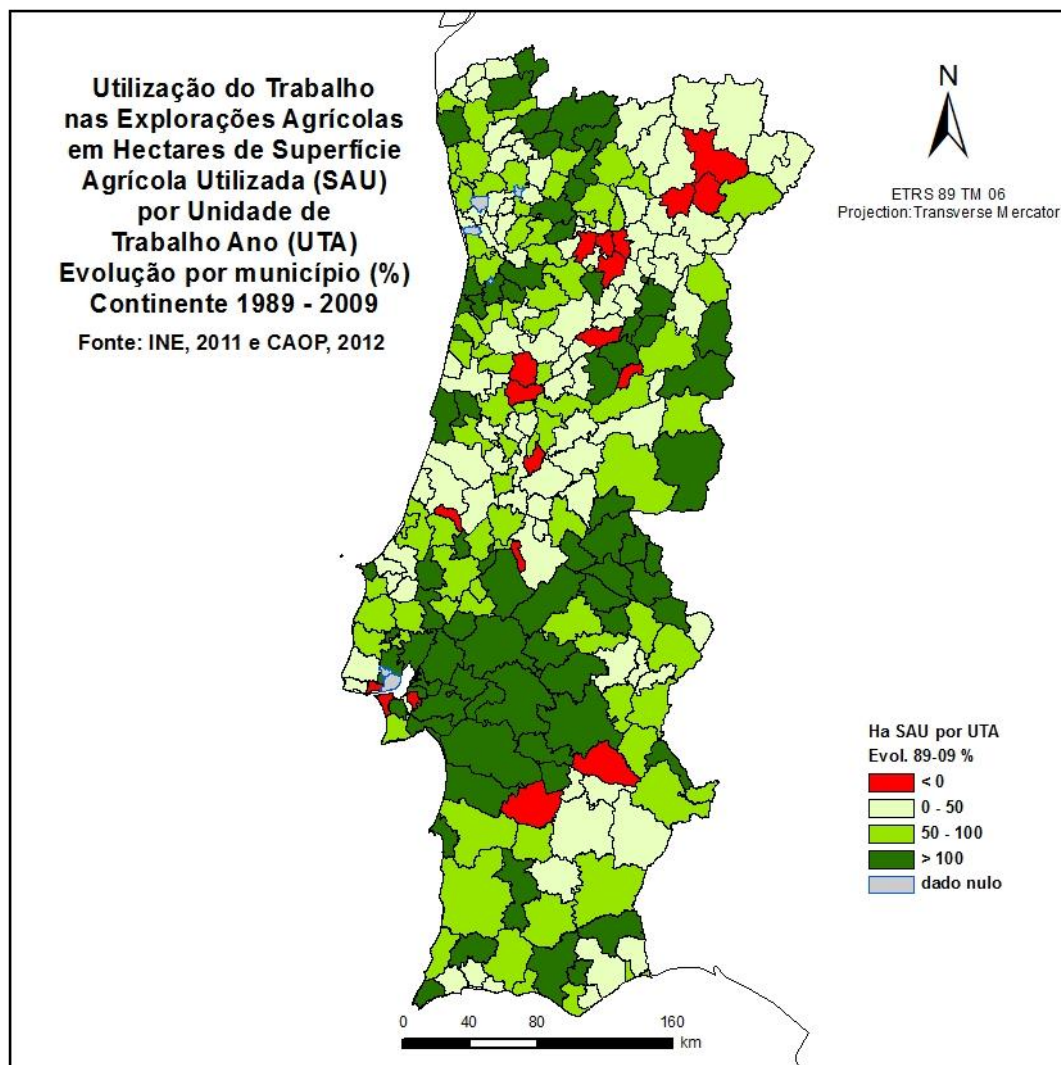 Utilização do Trabalho
nas Explorações Agrícolas
em Hectares de Superfície
Agrícola Utilizada (SAU)
por Unidade de
Trabalho Ano (UTA)
Evolução por município (%)
Continente 1989 - 2009
Fonte: INE, 2011 e CAOP, 2012
N
ETRS 89 TM 06
Projection: Transverse Mercator
Ha SAU por UTA
Evol. 89-09 %
< 0
0 - 50
50 - 100
> 100
dado nulo
0 40 80 160
km